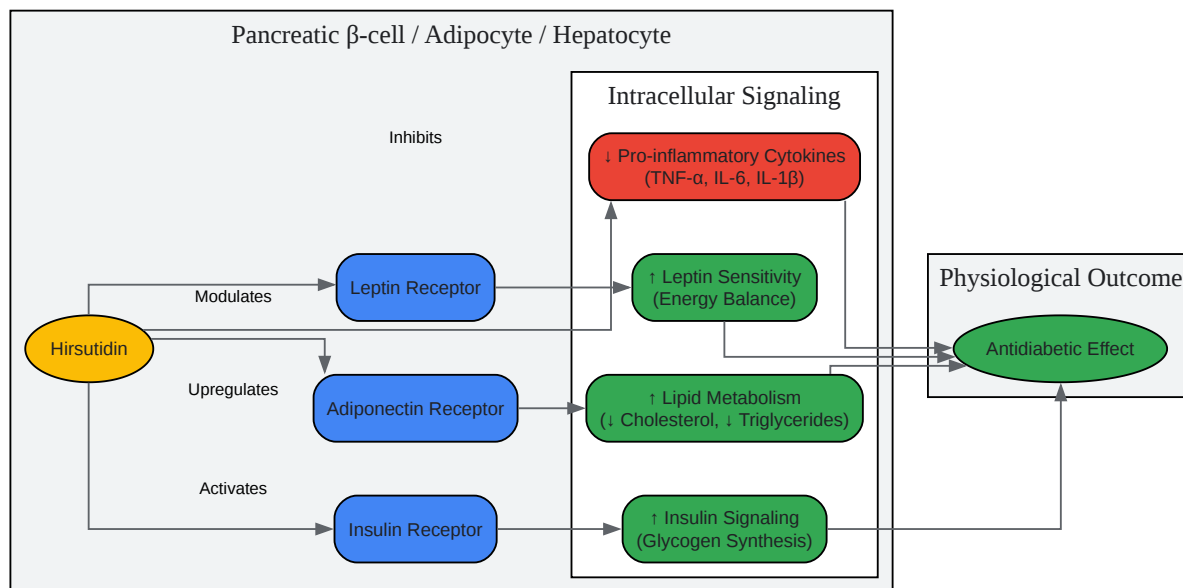 Pancreatic β-cell / Adipocyte / Hepatocyte
Intracellular Signaling
Inhibits
↓ Pro-inflammatory Cytokines
(TNF-α, IL-6, IL-1β)
Leptin Receptor
Modulates
↑ Leptin Sensitivity
(Energy Balance)
Physiological Outcome
Hirsutidin
Antidiabetic Effect
Upregulates
Adiponectin Receptor
↑ Lipid Metabolism
(↓ Cholesterol, ↓ Triglycerides)
Activates
Insulin Receptor
↑ Insulin Signaling
(Glycogen Synthesis)